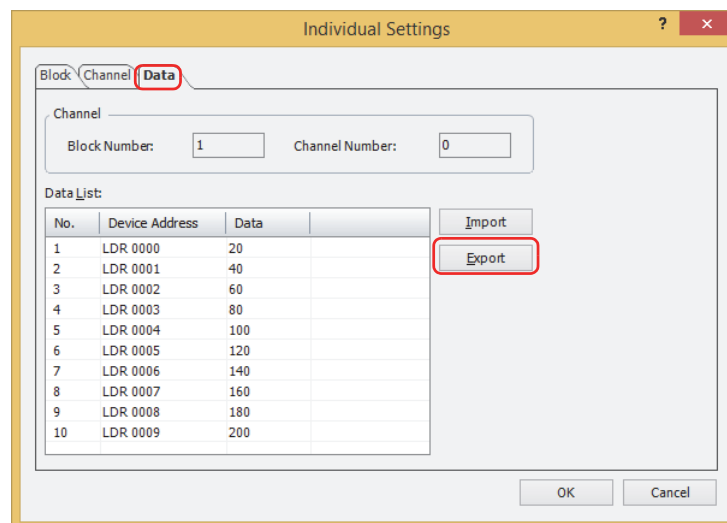 Individual Settings ?
Block Channel Data
Channel
Block Number: 1 Channel Number: 0
Data List:
No. Device Address Data
1 LDR 0000 20
2 LDR 0001 40
3 LDR 0002 60
4 LDR 0003 80
5 LDR 0004 100
6 LDR 0005 120
7 LDR 0006 140
8 LDR 0007 160
9 LDR 0008 180
10 LDR 0009 200
Import
Export
OK Cancel